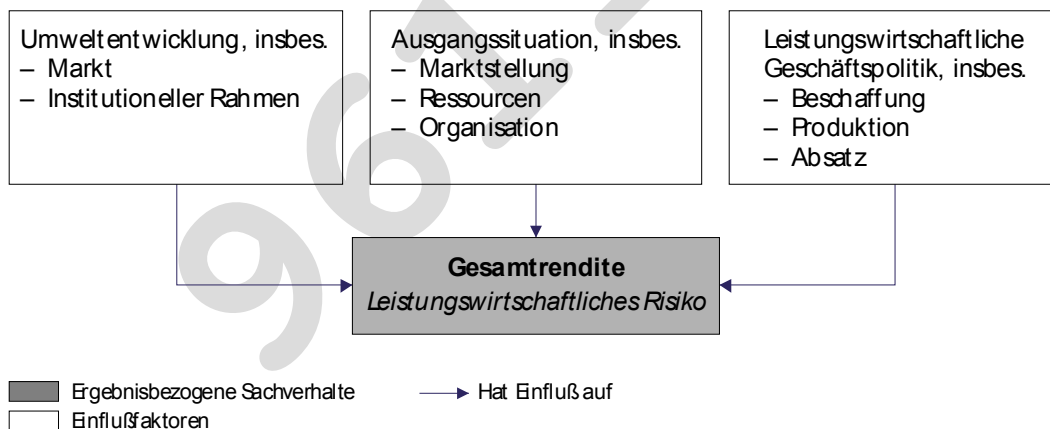 Umweltentwicklung, insbes.
– Markt
– Institutioneller Rahmen
Ausgangssituation, insbes.
– Marktstellung
– Ressourcen
– Organisation
Leistungswirtschaftliche
Geschäftspolitik, insbes.
– Beschaffung
– Produktion
– Absatz
Gesamtrendite
Leistungswirtschaftliches Risiko
Ergebnisbezogene Sachverhalte
Hat Einfluß auf
Einflußfaktoren
961